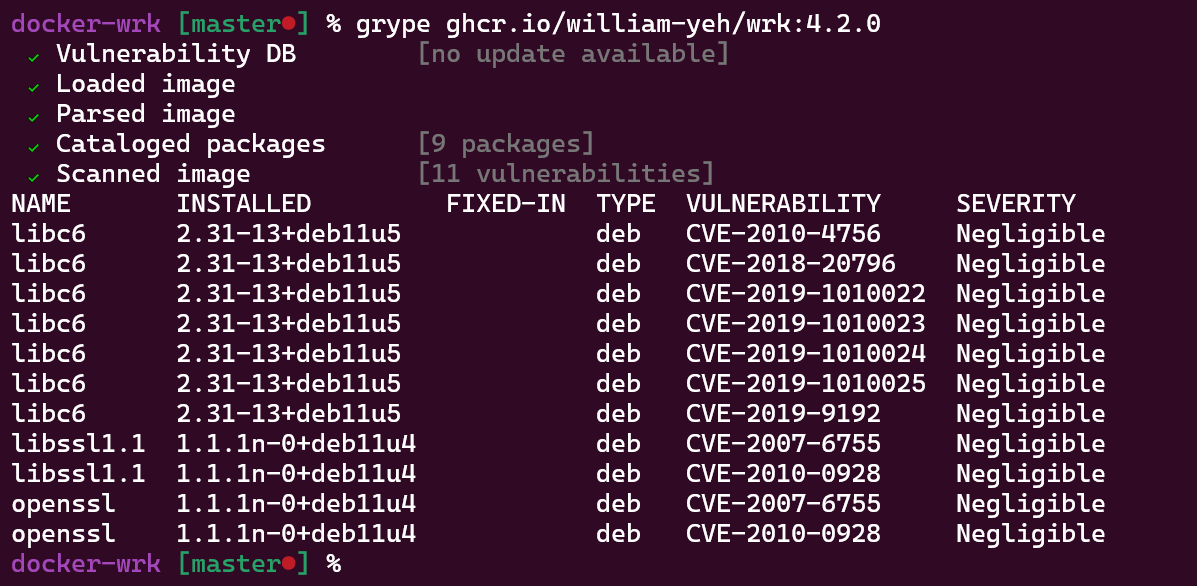 docker-wrk [master●] % grype ghcr.io/william-yeh/wrk:4.2.0
✓ Vulnerability DB [no update available]
✓ Loaded image
✓ Parsed image
✓ Cataloged packages [9 packages]
✓ Scanned image [11 vulnerabilities]
NAME INSTALLED FIXED-IN TYPE VULNERABILITY SEVERITY
libc6 2.31-13+deb11u5 deb CVE-2010-4756 Negligible
libc6 2.31-13+deb11u5 deb CVE-2018-20796 Negligible
libc6 2.31-13+deb11u5 deb CVE-2019-1010022 Negligible
libc6 2.31-13+deb11u5 deb CVE-2019-1010023 Negligible
libc6 2.31-13+deb11u5 deb CVE-2019-1010024 Negligible
libc6 2.31-13+deb11u5 deb CVE-2019-1010025 Negligible
libc6 2.31-13+deb11u5 deb CVE-2019-9192 Negligible
libssl1.1 1.1.1n-0+deb11u4 deb CVE-2007-6755 Negligible
libssl1.1 1.1.1n-0+deb11u4 deb CVE-2010-0928 Negligible
openssl 1.1.1n-0+deb11u4 deb CVE-2007-6755 Negligible
openssl 1.1.1n-0+deb11u4 deb CVE-2010-0928 Negligible
docker-wrk [master●] %